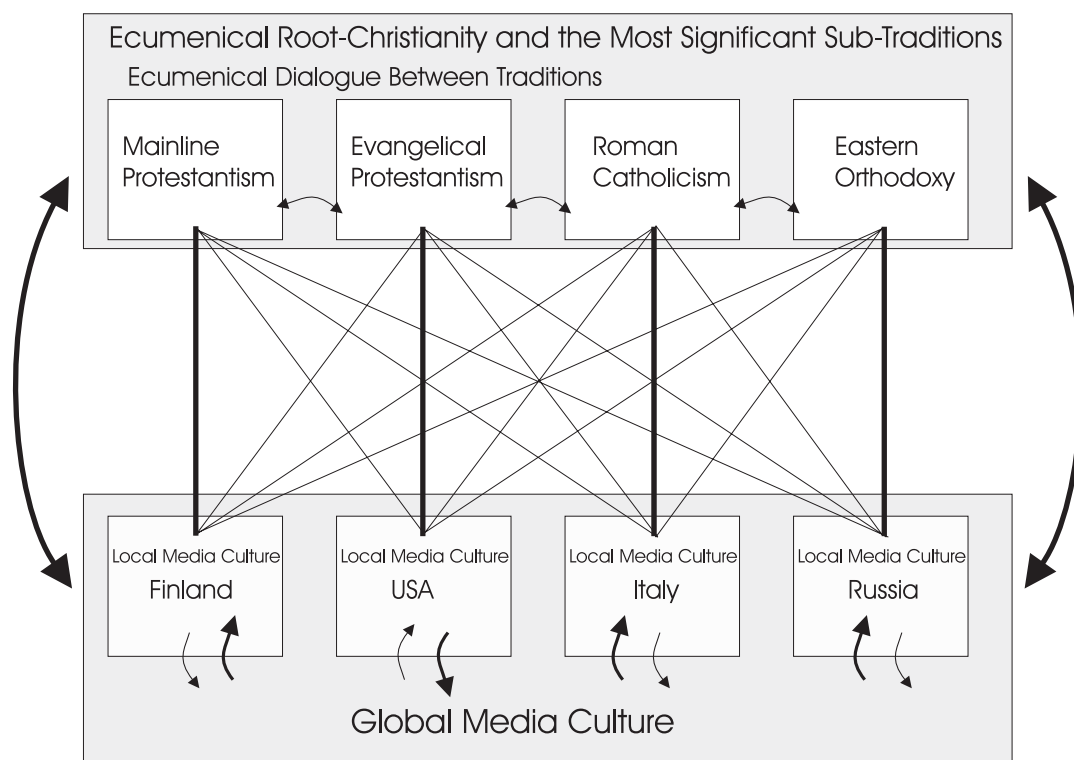 Ecumenical Root-Christianity and the Most Significant Sub-Traditions
Ecumenical Dialogue Between Traditions
Mainline
Protestantism
Evangelical
Protestantism
Roman
Catholicism
Eastern
Orthodoxy
Local Media Culture
Finland
Local Media Culture
USA
Local Media Culture
Italy
Local Media Culture
Russia
Global Media Culture